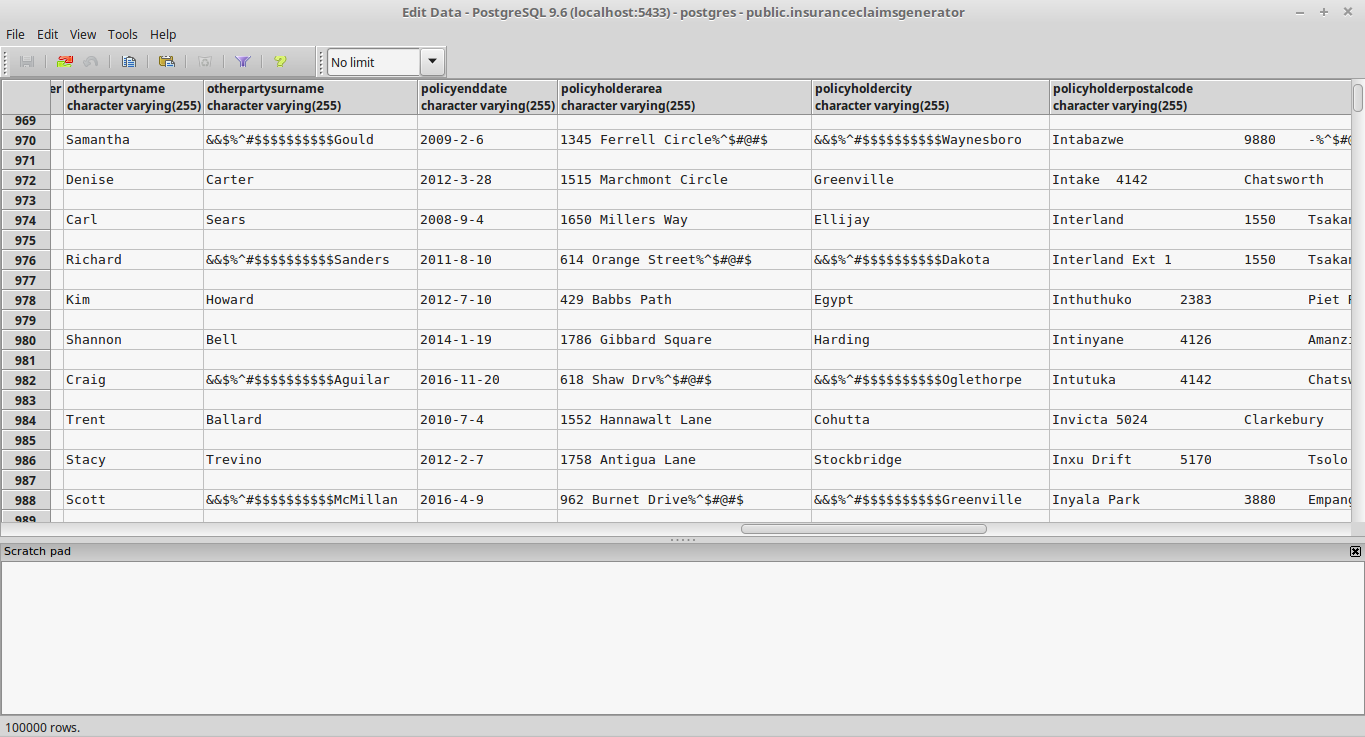 Edit Data - PostgreSQL 9.6 (localhost:5433) - postgres - public.insuranceclaimsgenerator
File Edit View Tools Help
No limit
er otherpartyname otherpartysurname policyenddate policyholderarea policyholdercity policyholderpostalcode
character varying(255) character varying(255) character varying(255) character varying(255) character varying(255) character varying(255)
969
970 Samantha &&$%^#$$$$$$$$$$Gould 2009-2-6 1345 Ferrell Circle%^$#@#$ &&$%^#$$$$$$$$$$Waynesboro Intabazwe 9880 -%^$#@
971
972 Denise Carter 2012-3-28 1515 Marchmont Circle Greenville Intake 4142 Chatsworth
973
974 Carl Sears 2008-9-4 1650 Millers Way Ellijay Interland 1550 Tsakan
975
976 Richard &&$%^#$$$$$$$$$$Sanders 2011-8-10 614 Orange Street%^$#@#$ &&$%^#$$$$$$$$$$Dakota Interland Ext 1 1550 Tsakan
977
978 Kim Howard 2012-7-10 429 Babbs Path Egypt Inthuthuko 2383 Piet
979
980 Shannon Bell 2014-1-19 1786 Gibbard Square Harding Intinyane 4126 Amanzi
981
982 Craig &&$%^#$$$$$$$$$$Aguilar 2016-11-20 618 Shaw Drv%^$#@#$ &&$%^#$$$$$$$$$$Oglethorpe Intutuka 4142 Chatsw
983
984 Trent Ballard 2010-7-4 1552 Hannawalt Lane Cohutta Invicta 5024 Clarkebury
985
986 Stacy Trevino 2012-2-7 1758 Antigua Lane Stockbridge Inxu Drift 5170 Tsolo
987
988 Scott &&$%^#$$$$$$$$$$McMillan 2016-4-9 962 Burnet Drive%^$#@#$ &&$%^#$$$$$$$$$$Greenville Inyala Park 3880 Empang
989
Scratch pad
100000 rows.